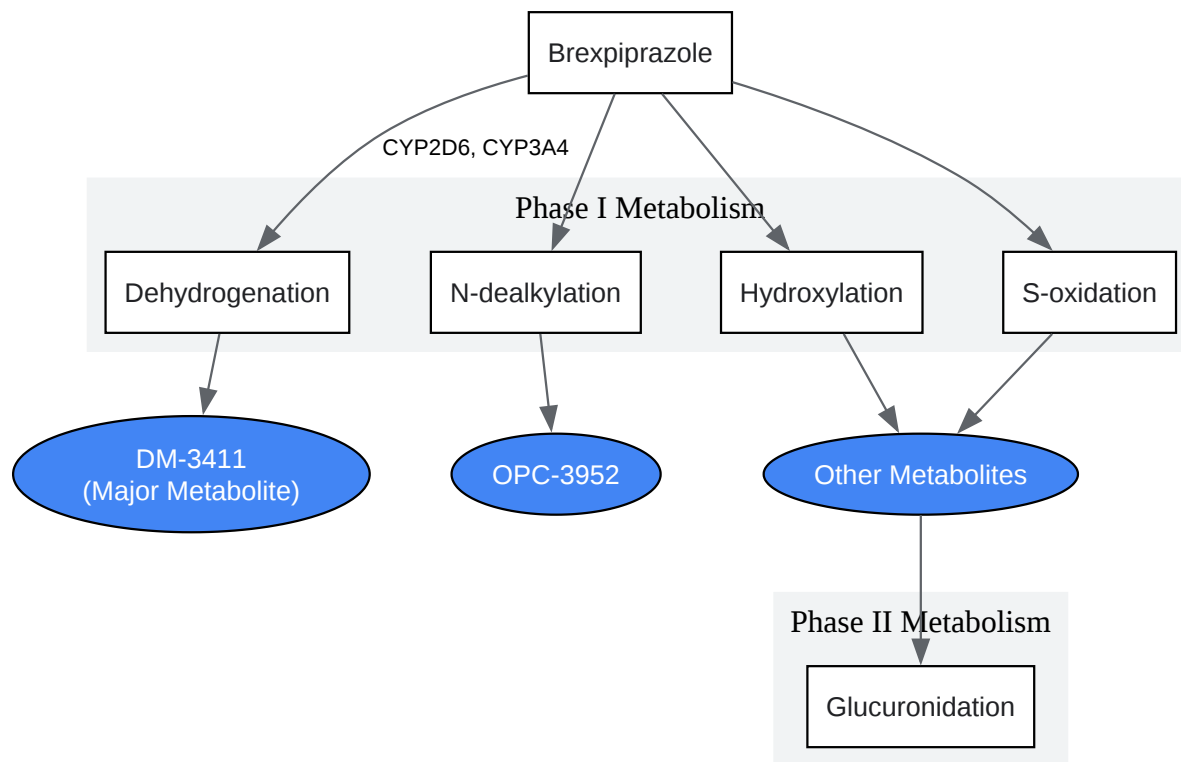 Brexpiprazole
CYP2D6, CYP3A4
Phase I Metabolism
Dehydrogenation
N-dealkylation
Hydroxylation
S-oxidation
DM-3411
(Major Metabolite)
OPC-3952
Other Metabolites
Phase II Metabolism
Glucuronidation